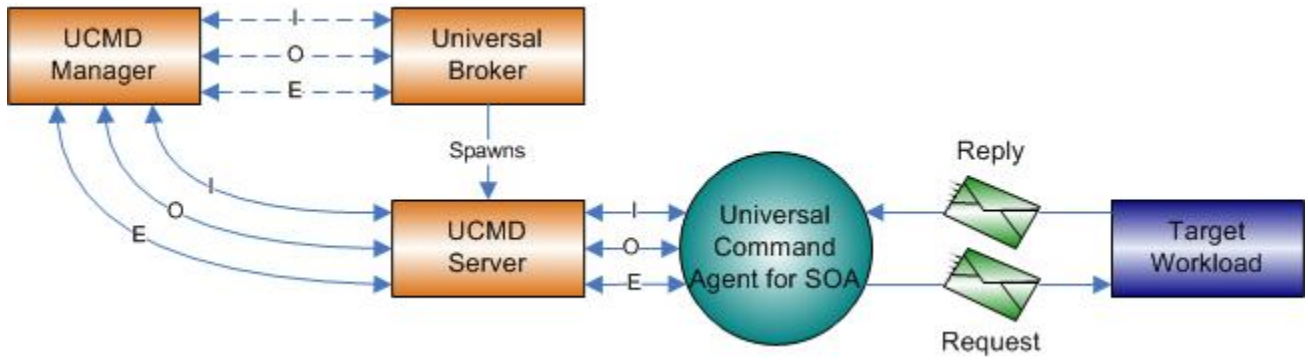 UCMD
Manager
I
O
E
Universal
Broker
Spawns
I
O
E
UCMD
Server
I
O
E
Universal
Command
Agent for SOA
Reply
Request
Target
Workload